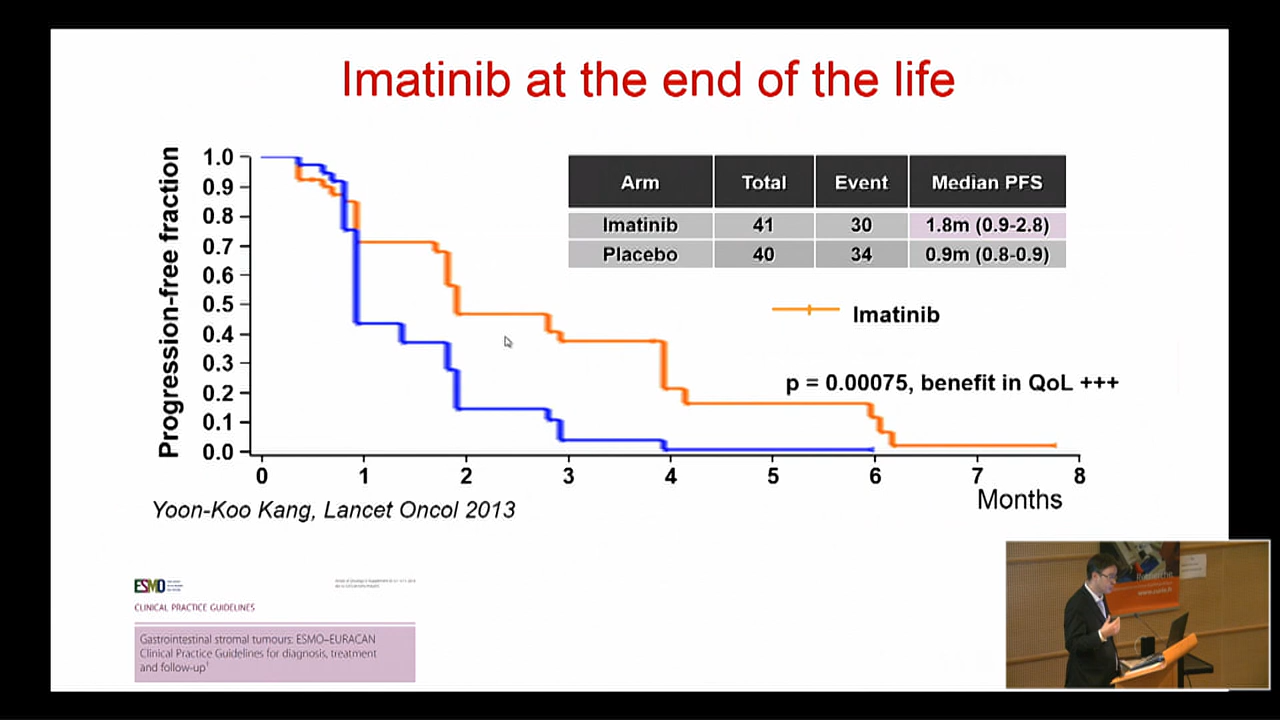 Imatinib at the end of the life
Progression-free fraction
1.0
0.9
0.8
0.7
0.6
0.5
0.4
0.3
0.2
0.1
0.0
0 1 2 3 4 5 6 7 8
Months
Arm Total Event Median PFS
Imatinib 41 30 1.8m (0.9-2.8)
Placebo 40 34 0.9m (0.8-0.9)
Imatinib
p = 0.00075, benefit in QoL +++
Yoon-Koo Kang, Lancet Oncol 2013
ESMO
CLINICAL PRACTICE GUIDELINES
Gastrointestinal stromal tumours: ESMO–EURACAN
Clinical Practice Guidelines for diagnosis, treatment
and follow-up†
Recherche